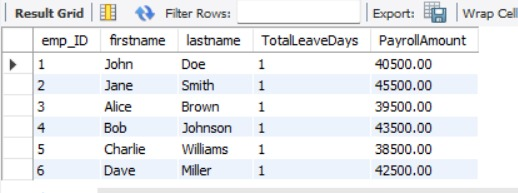 Result Grid Filter Rows: Export: Wrap Cell
emp_ID firstname lastname TotalLeaveDays PayrollAmount
1 John Doe 1 40500.00
2 Jane Smith 1 45500.00
3 Alice Brown 1 39500.00
4 Bob Johnson 1 43500.00
5 Charlie Williams 1 38500.00
6 Dave Miller 1 42500.00